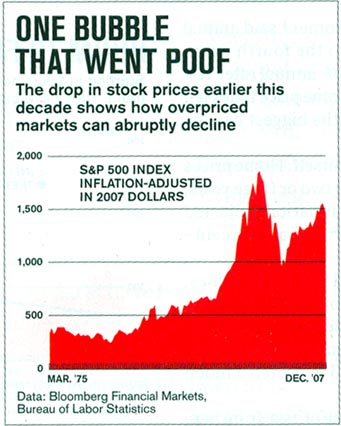 ONE BUBBLE
THAT WENT POOF
The drop in stock prices earlier this
decade shows how overpriced
markets can abruptly decline
2,000
S&P 500 INDEX
INFLATION-ADJUSTED
IN 2007 DOLLARS
1,500
1,000
500
0
MAR. '75
DEC. '07
Data: Bloomberg Financial Markets,
Bureau of Labor Statistics